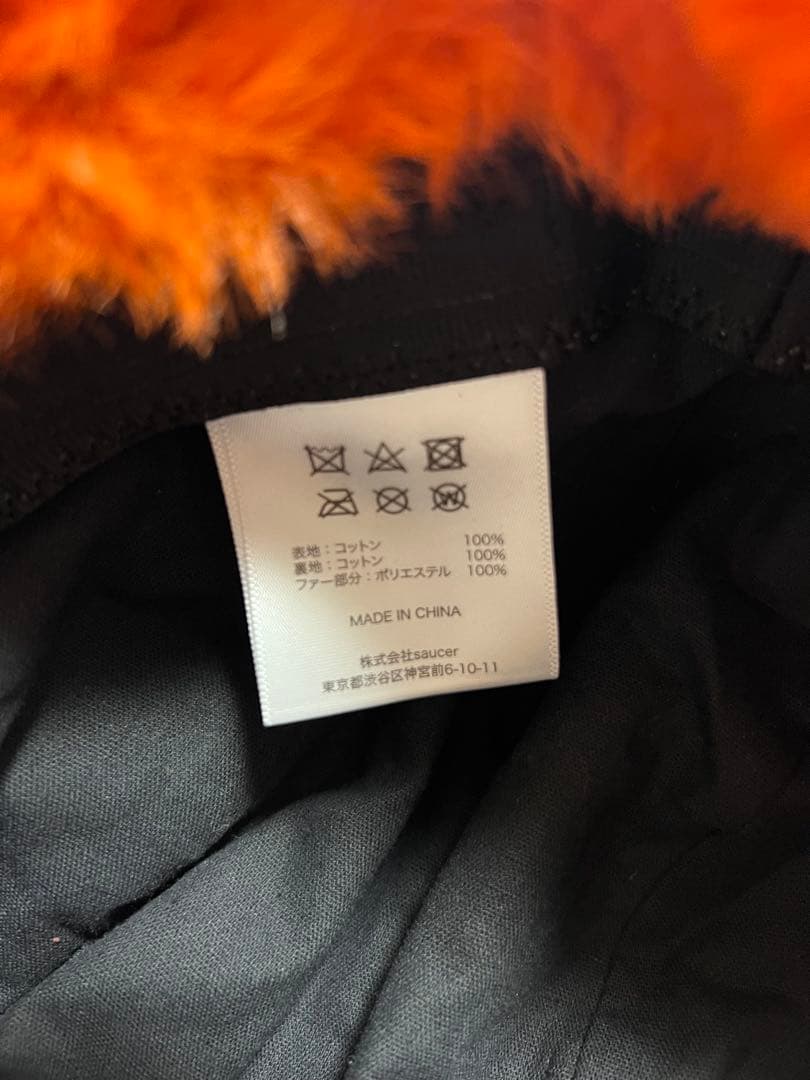 表地：コットン 100%
裏地：コットン 100%
ファー部分：ポリエステル 100%
MADE IN CHINA
株式会社saucer
東京都渋谷区神宮前6-10-11